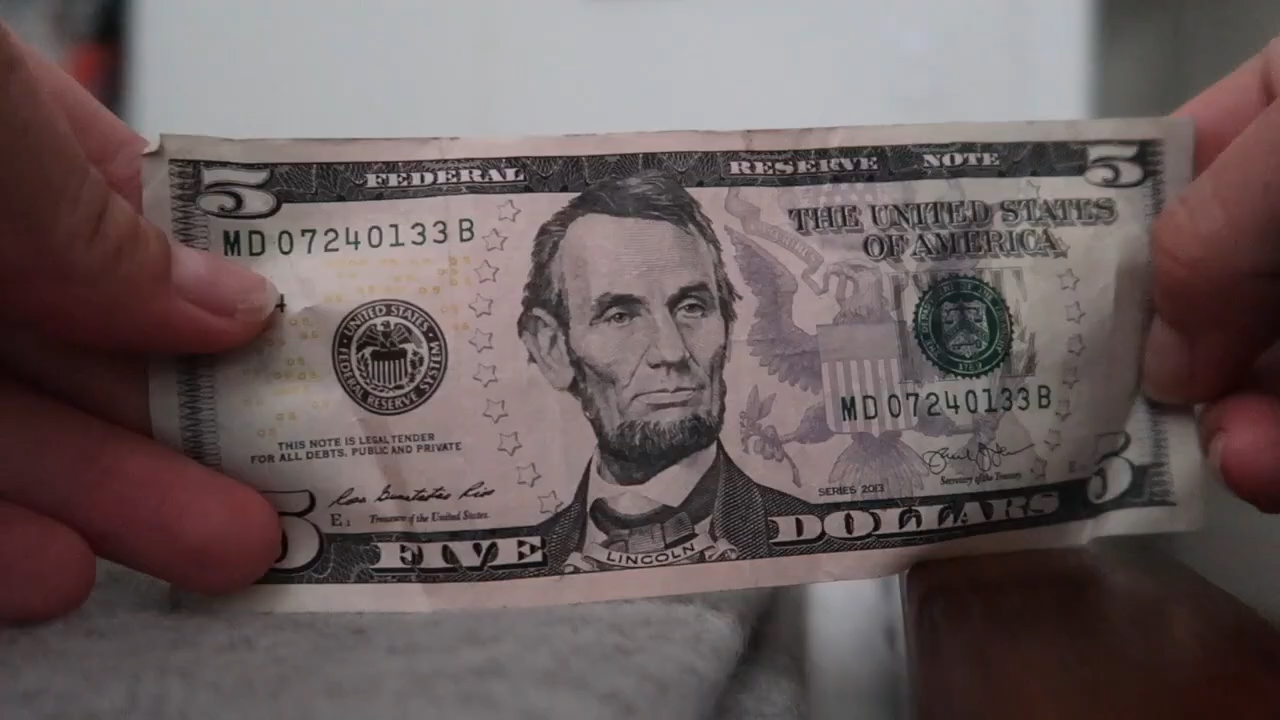 5 FEDERAL RESERVE NOTE 5
MD 07240133 B
THE UNITED STATES
OF AMERICA
UNITED STATES
FEDERAL RESERVE SYSTEM
THIS NOTE IS LEGAL TENDER
FOR ALL DEBTS, PUBLIC AND PRIVATE
MD 07240133 B
Treasurer of the United States.
SERIES 2013
Secretary of the Treasury.
5 FIVE
LINCOLN
DOLLARS 5